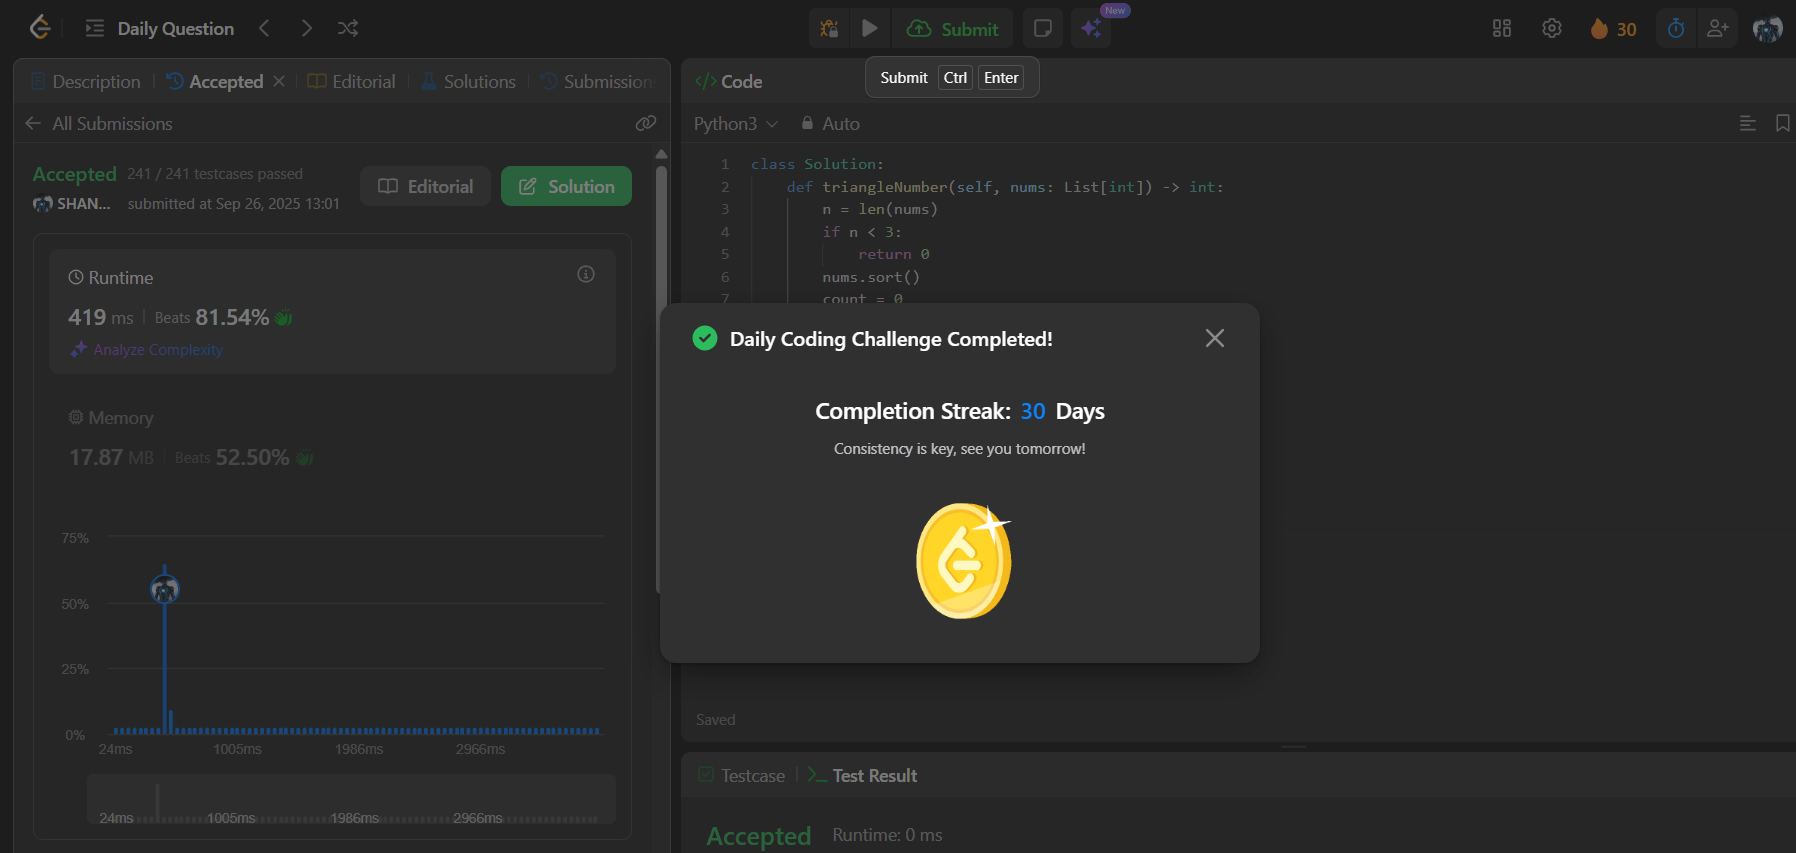 Daily Question
Submit
New
30
Submit Ctrl Enter
Description
Accepted
Editorial
Solutions
Submission
Code
All Submissions
Python3
Auto
Accepted 241 / 241 testcases passed
SHAN... submitted at Sep 26, 2025 13:01
Editorial
Solution
Runtime
419 ms Beats 81.54%
Analyze Complexity
Memory
17.87 MB Beats 52.50%
75%
50%
25%
0%
24ms 1005ms 1986ms 2966ms
24ms 1005ms 1986ms 2966ms
1 class Solution:
2 def triangleNumber(self, nums: List[int]) -> int:
3 n = len(nums)
4 if n < 3:
5 return 0
6 nums.sort()
7 count = 0
Daily Coding Challenge Completed!
Completion Streak: 30 Days
Consistency is key, see you tomorrow!
Saved
Testcase
Test Result
Accepted Runtime: 0 ms